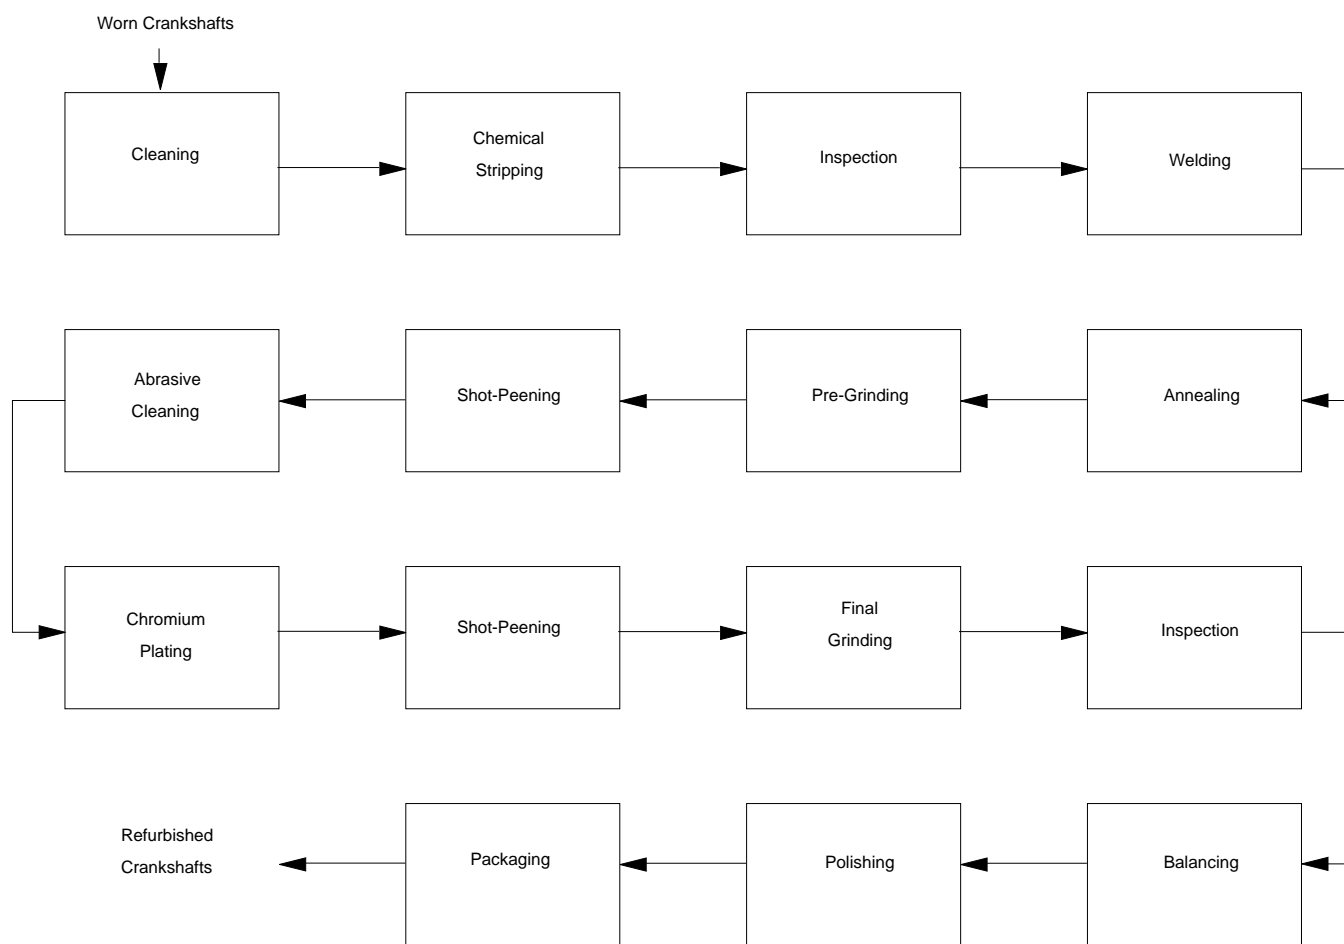 Worn Crankshafts
Cleaning
Chemical
Stripping
Inspection
Welding
Abrasive
Cleaning
Shot-Peening
Pre-Grinding
Annealing
Chromium
Plating
Shot-Peening
Final
Grinding
Inspection
Refurbished
Crankshafts
Packaging
Polishing
Balancing